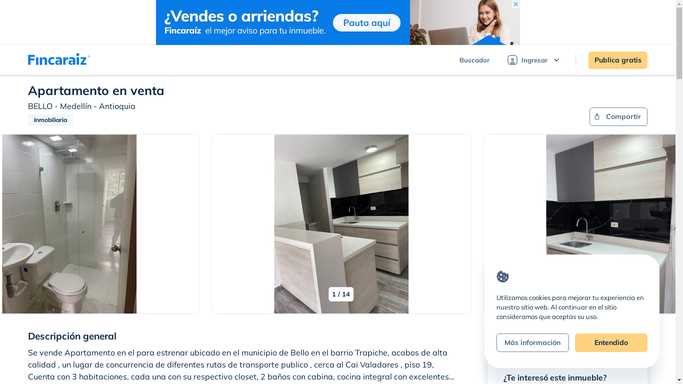 ¿Vendes o arriendas?
Fincaraíz el mejor aviso para tu inmueble.
Pauta aquí
Fincaraíz
Buscador
Ingresar
Publica gratis
Apartamento en venta
BELLO - Medellín - Antioquia
Inmobiliaria
Compartir
1 / 14
Utilizamos cookies para mejorar tu experiencia en
nuestro sitio web. Al continuar en el sitio
consideramos que aceptas su uso.
Más información
Entendido
Descripción general
Se vende Apartamento en el para estrenar ubicado en el municipio de Bello en el barrio Trapiche, acabos de alta
calidad , un lugar de concurrencia de diferentes rutas de transporte publico , cerca al Cai Valadares , piso 19,
Cuenta con 3 habitaciones, cada una con su respectivo closet, 2 baños con cabina, cocina integral con excelentes...
¿Te interesó este inmueble?